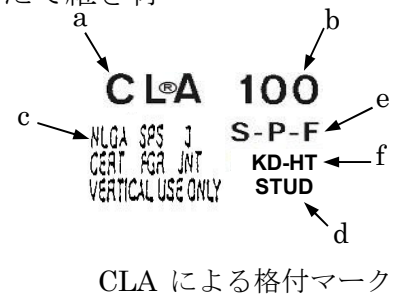 a
b
CL®A 100
c
e
NLGA SPS 3
S-P-F
CERT FGR JNT
KD-HT
f
VERTICAL USE ONLY
STUD
d
CLA による格付マーク